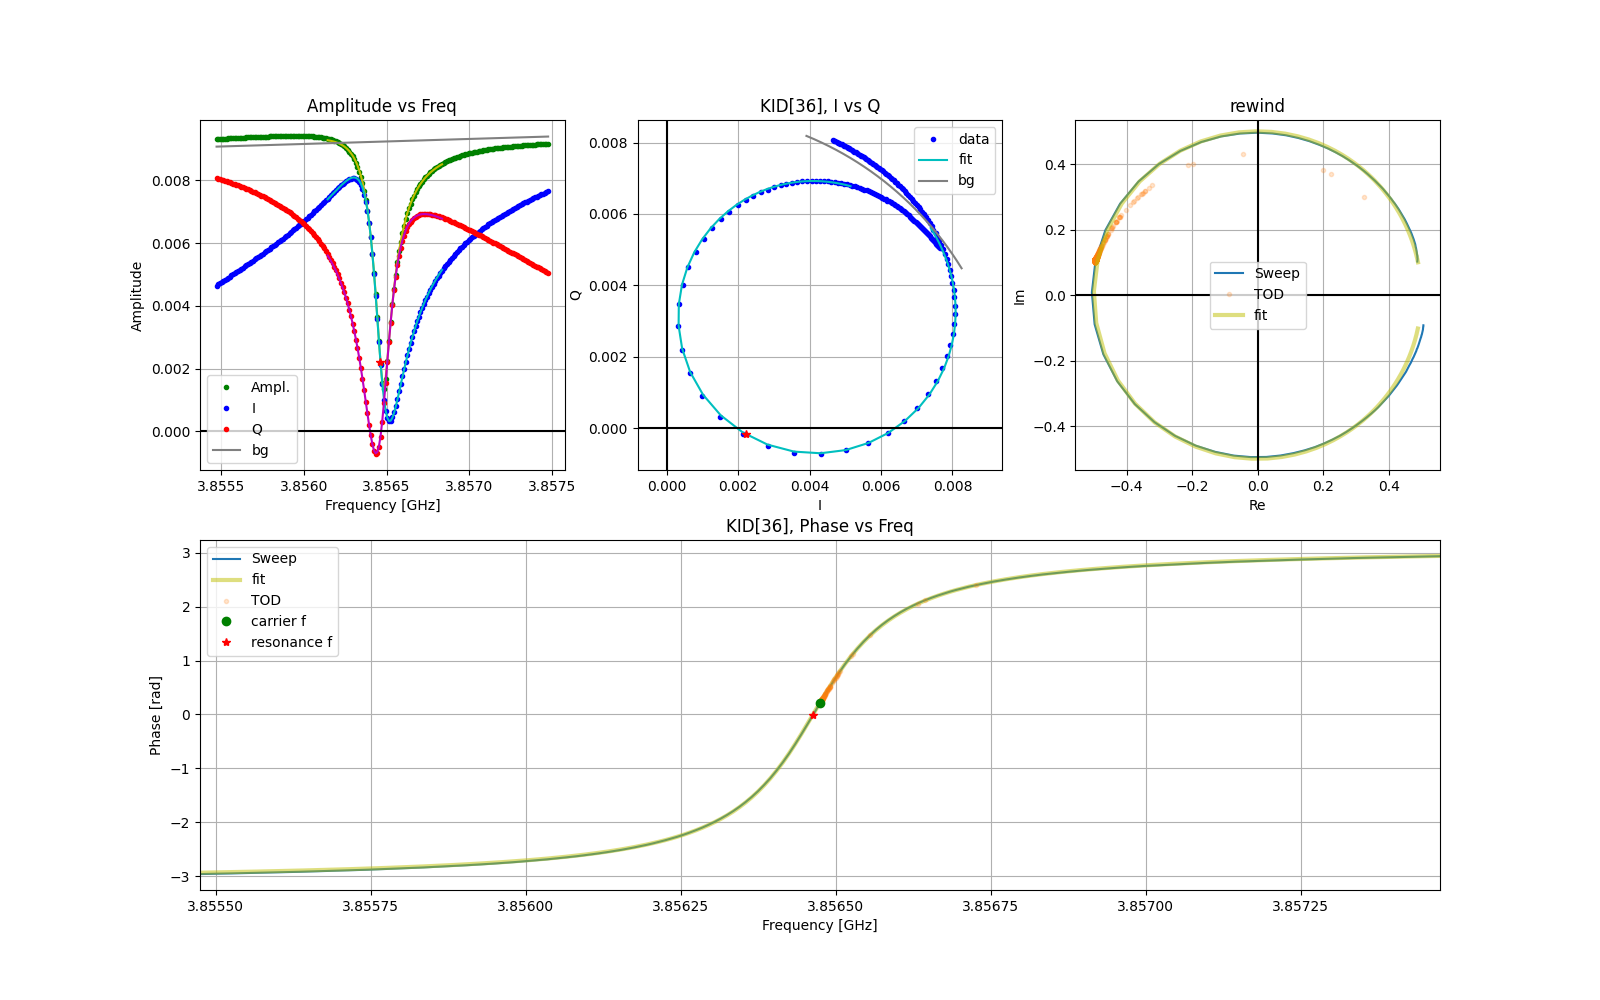 Amplitude vs Freq
Amplitude
0.008
0.006
0.004
0.002
0.000
Ampl.
I
Q
bg
3.8555 3.8560 3.8565 3.8570 3.8575
Frequency [GHz]
KID[36], I vs Q
Q
0.008
0.006
0.004
0.002
0.000
data
fit
bg
0.000 0.002 0.004 0.006 0.008
I
rewind
Im
0.4
0.2
0.0
−0.2
−0.4
Sweep
TOD
fit
−0.4 −0.2 0.0 0.2 0.4
Re
KID[36], Phase vs Freq
Phase [rad]
3
2
1
0
−1
−2
−3
Sweep
fit
TOD
carrier f
resonance f
3.85550 3.85575 3.85600 3.85625 3.85650 3.85675 3.85700 3.85725
Frequency [GHz]